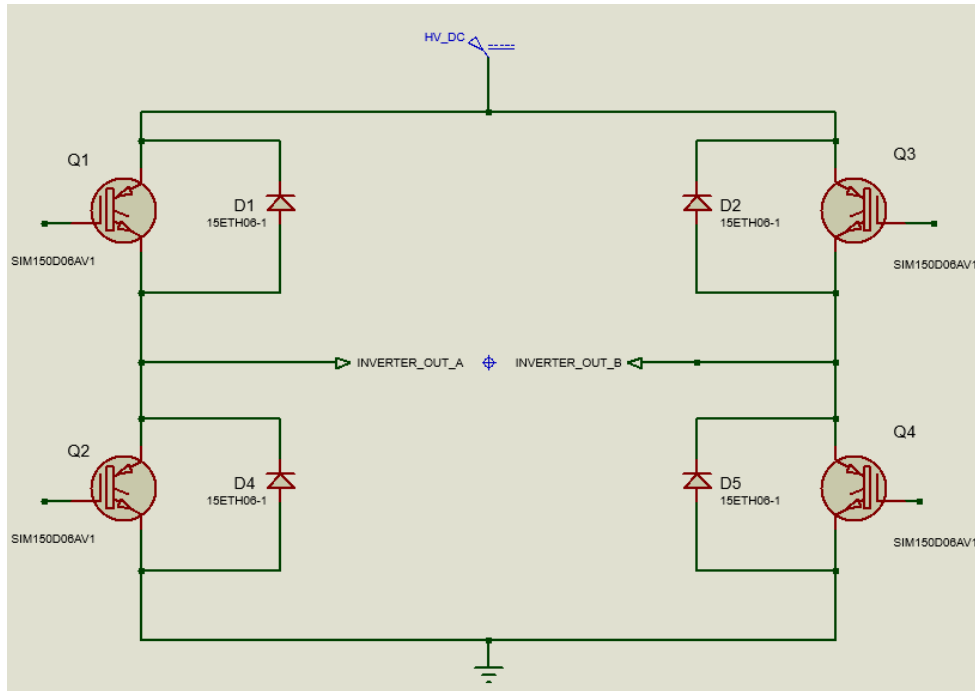 HV_DC
Q1
D1
15ETH06-1
SIM150D06AV1
D2
15ETH06-1
Q3
SIM150D06AV1
INVERTER_OUT_A
INVERTER_OUT_B
Q2
D4
15ETH06-1
SIM150D06AV1
D5
15ETH06-1
Q4
SIM150D06AV1